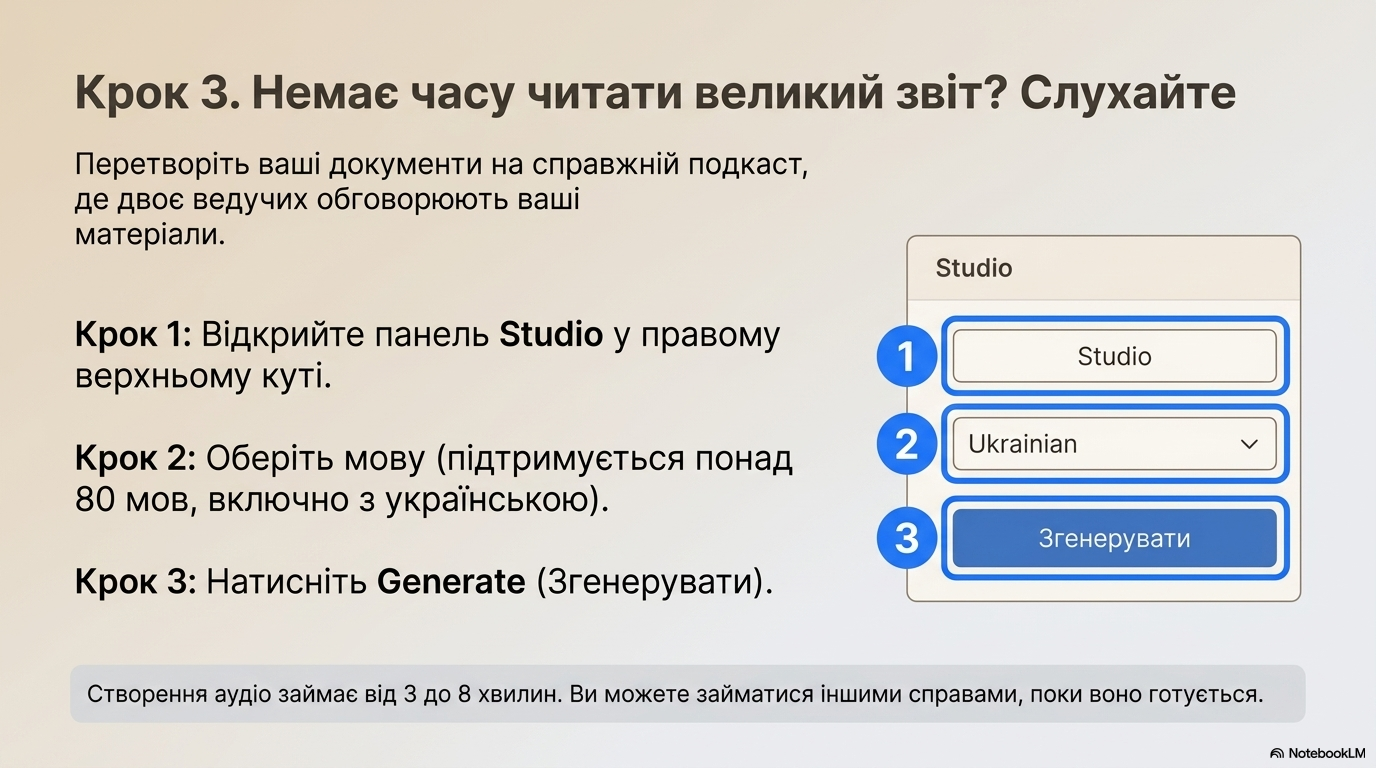 Крок 3. Немає часу читати великий звіт? Слухайте
Перетворіть ваші документи на справжній подкаст,
де двоє ведучих обговорюють ваші
матеріали.
Крок 1: Відкрийте панель Studio у правому
верхньому куті.
Крок 2: Оберіть мову (підтримується понад
80 мов, включно з українською).
Крок 3: Натисніть Generate (Згенерувати).
Studio
1
Studio
2
Ukrainian
3
Згенерувати
Створення аудіо займає від 3 до 8 хвилин. Ви можете займатися іншими справами, поки воно готується.
NotebookLM